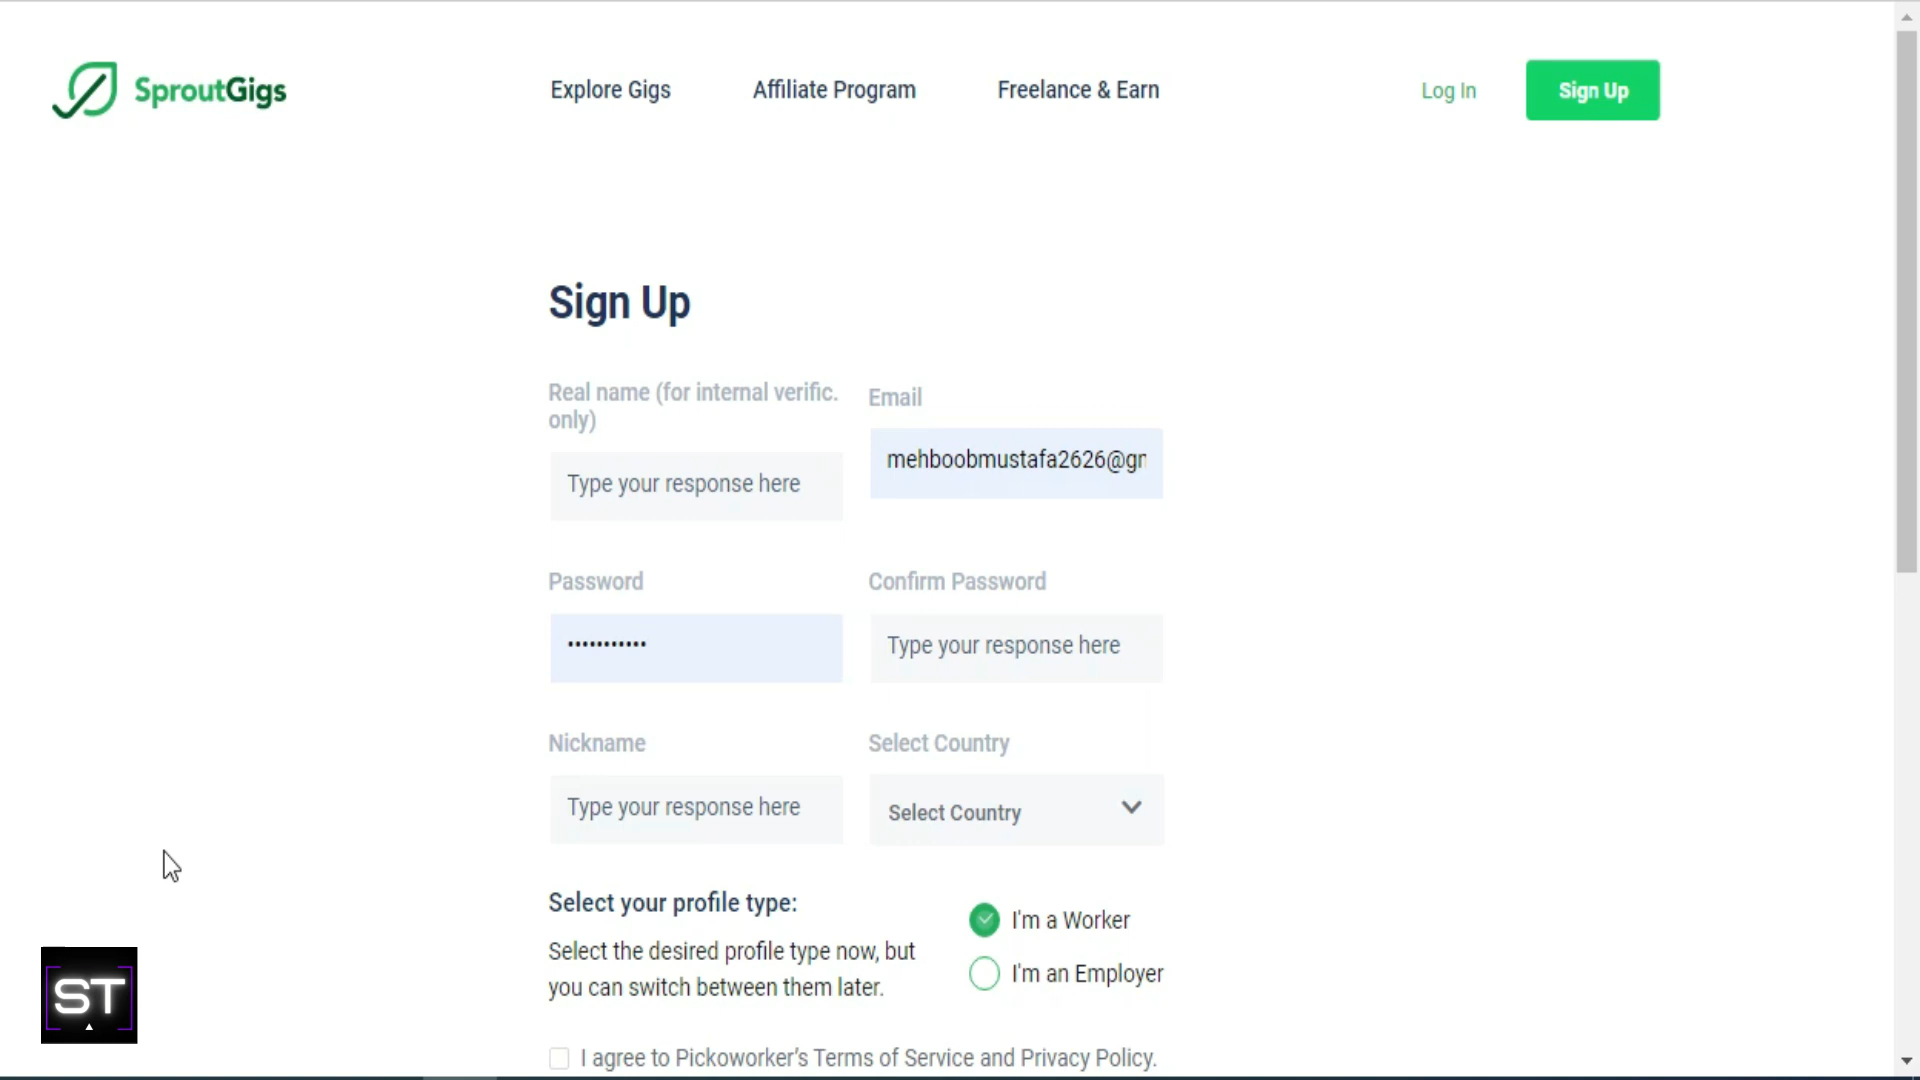 SproutGigs
Explore Gigs
Affiliate Program
Freelance & Earn
Log In
Sign Up
Sign Up
Real name (for internal verific.
only)
Type your response here
Email
mehboobmustafa2626@gm
Password
•••••••••••
Confirm Password
Type your response here
Nickname
Type your response here
Select Country
Select Country
Select your profile type:
Select the desired profile type now, but
you can switch between them later.
I'm a Worker
I'm an Employer
I agree to Pickoworker's Terms of Service and Privacy Policy.
ST